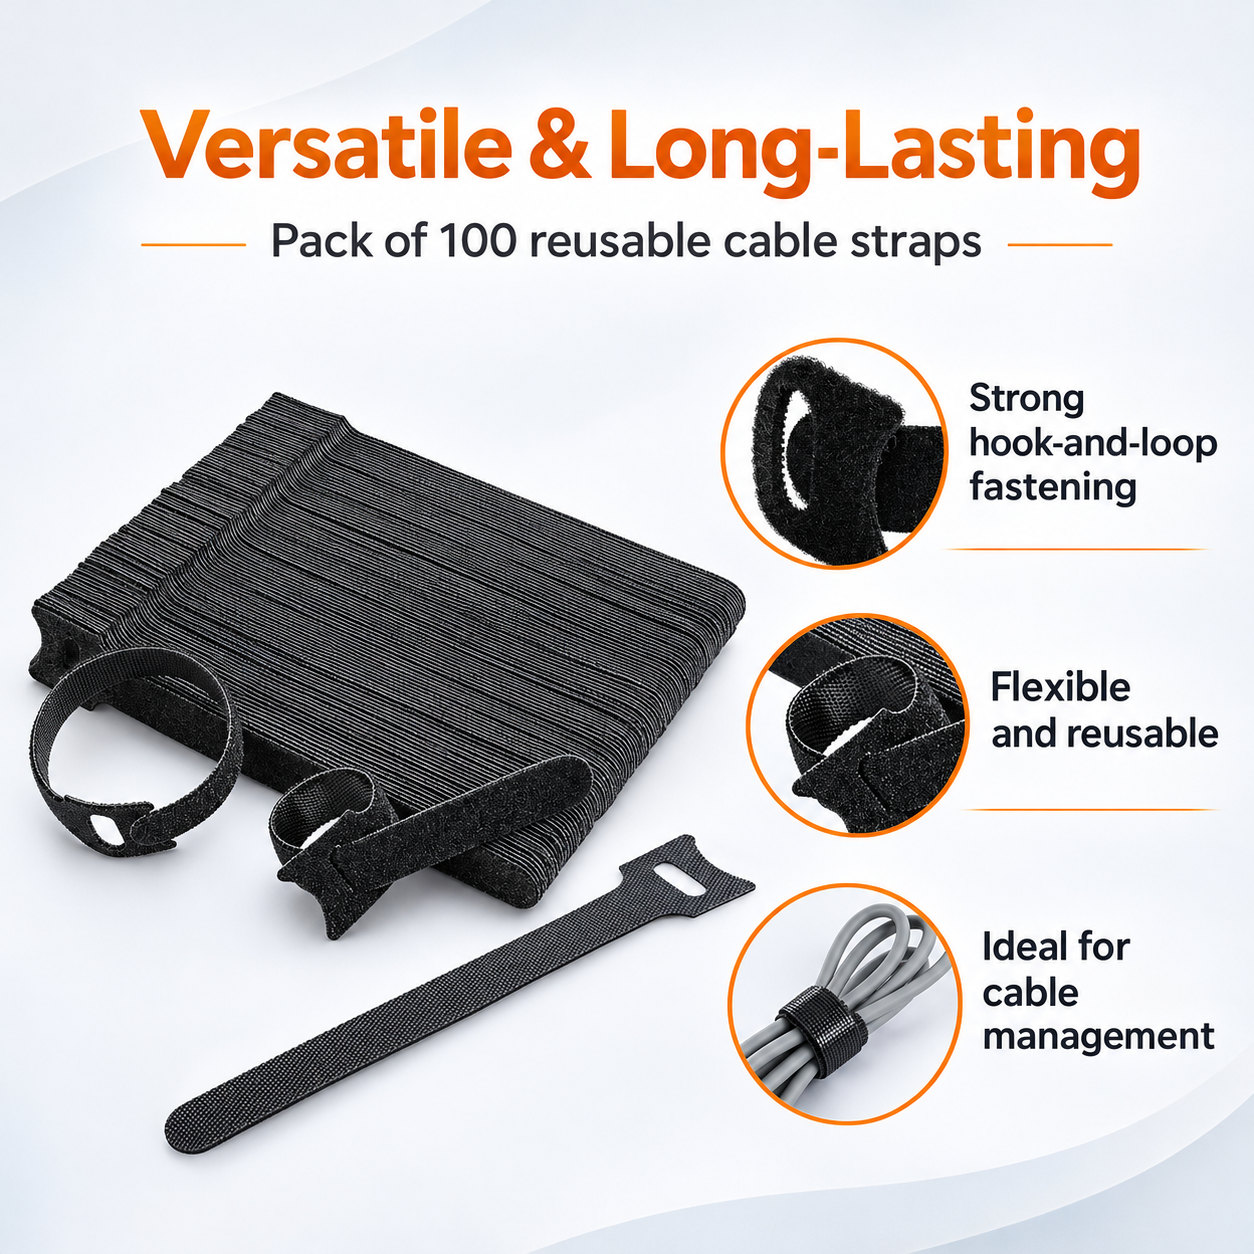 Versatile & Long-Lasting
Pack of 100 reusable cable straps
Strong
hook-and-loop
fastening
Flexible
and reusable
Ideal for
cable
management